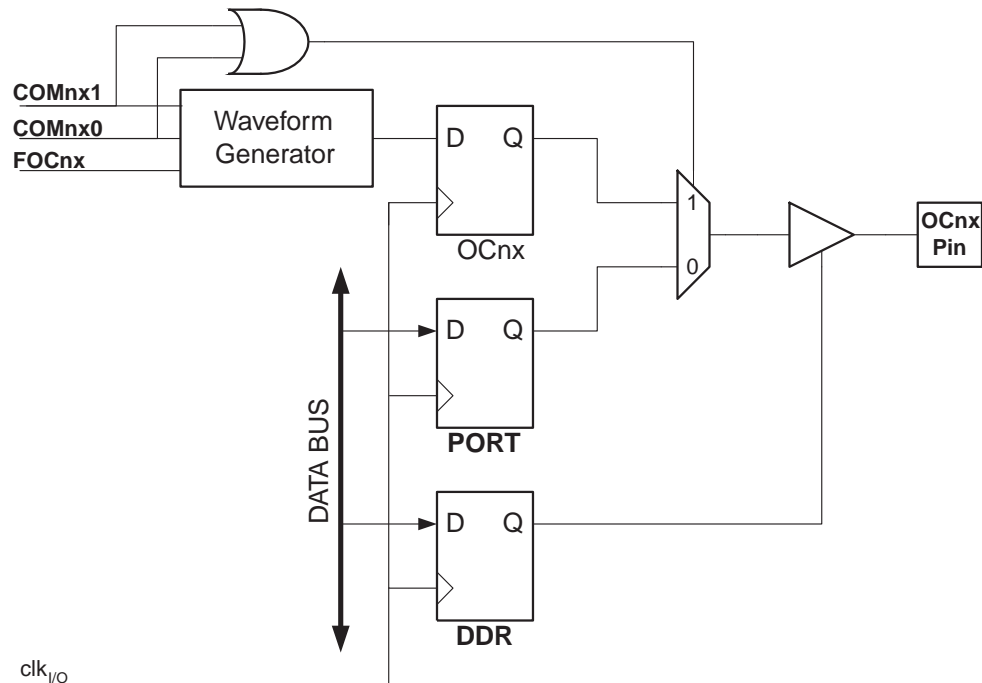 COMnx1
COMnx0
FOCnx
Waveform
Generator
D Q
OCnx
1
0
OCnx
Pin
D Q
PORT
DATA BUS
D Q
DDR
clkI/O